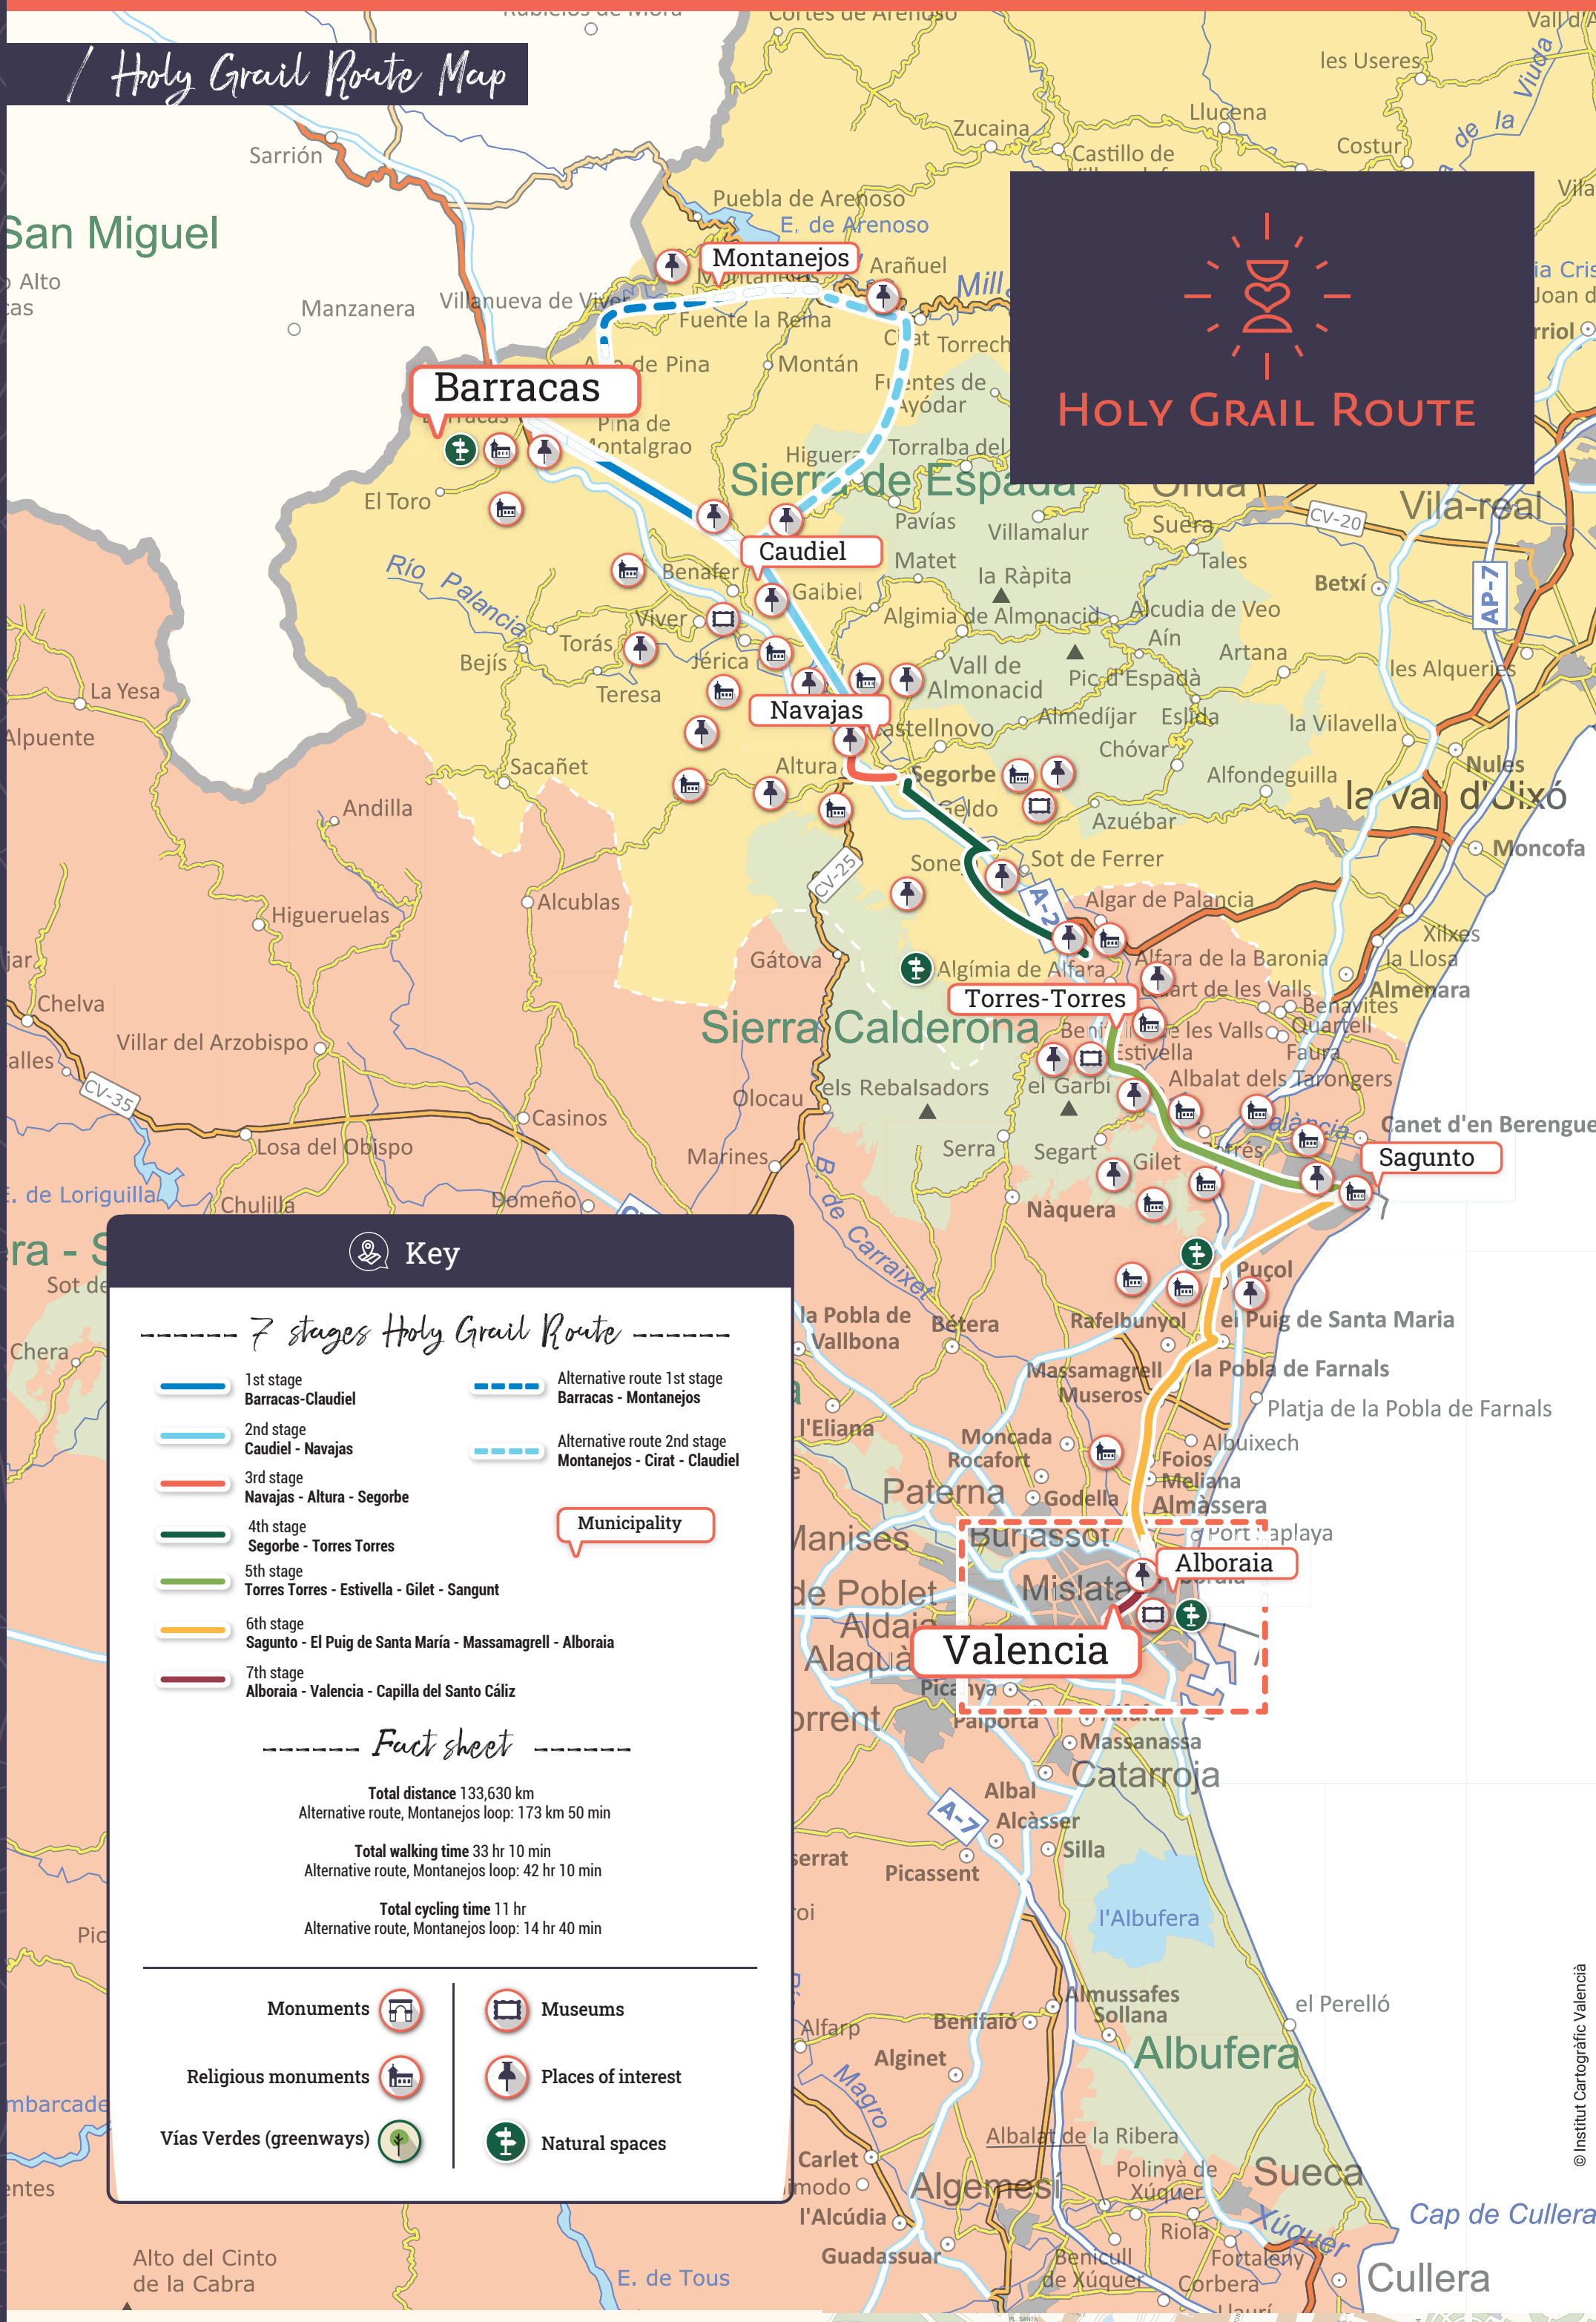 / Holy Grail Route Map
Cortes de Arenoso
les Useres
Viuda
de la
Llucena
Zucaina
Costur
Castillo de
Sarrión
Puebla de Arenoso
E. de Arenoso
San Miguel
Montanejos
Arañuel
Manzanera
Villanueva de Viver
Fuente la Reina
Montán
Fuentes de
Ayódar
HOLY GRAIL ROUTE
Barracas
Pina de
Montalgrao
Torralba del
El Toro
Sierra de Espadà
Onda
CV-20
Vila-real
Pavías
Villamalur
Suera
Tales
Caudiel
Matet
la Ràpita
Betxí
AP-7
Río Palancia
Benafer
Gaibiel
Algimia de Almonacid
Alcudia de Veo
Viver
Torás
Aín
Bejís
Jérica
Vall de
Almonacid
Pic d'Espadà
Artana
les Alqueries
Teresa
La Yesa
Navajas
Almedíjar
Eslida
la Vilavella
Alpuente
Chóvar
Sacañet
Altura
Segorbe
Alfondeguilla
Nules
la Vall d'Uixó
Andilla
Azuébar
Moncofa
CV-25
Sot de Ferrer
Higueruelas
Alcublas
Algar de Palancia
Xilxes
Gátova
Algímia de Alfara
Alfara de la Baronia
la Llosa
Chelva
Torres-Torres
Quart de les Valls
Almenara
Benavites
Quartell
Sierra Calderona
Villar del Arzobispo
Estivella
Faura
CV-35
els Rebalsadors
el Garbí
Albalat dels Tarongers
Olocau
Casinos
Losa del Obispo
Serra
Segart
Canet d'en Berenguer
Marines
Gilet
Petrés
Sagunto
E. de Loriguilla
Chulilla
Domeño
Nàquera
B. de Carraixet
Puçol
la Pobla de
Vallbona
Bétera
Rafelbunyol
el Puig de Santa Maria
Chera
Massamagrell
la Pobla de Farnals
Museros
Platja de la Pobla de Farnals
l'Eliana
Moncada
Albuixech
Rocafort
Foios
Meliana
Paterna
Godella
Almàssera
Manises
Burjassot
Port Saplaya
Alboraia
Mislata
de Poblet
Aldaia
Valencia
Alaquàs
Picanya
Paiporta
Massanassa
Catarroja
Albal
A-7
Alcàsser
Silla
Picassent
l'Albufera
Almussafes
Sollana
el Perelló
Benifaió
Alfarp
Alginet
Albufera
Magro
Albalat de la Ribera
Carlet
Polinyà de
Xúquer
Sueca
Algemesí
l'Alcúdia
Riola
Xúquer
Cap de Cullera
Guadassuar
Benicull
de Xúquer
Fortaleny
Corbera
Cullera
Alto del Cinto
de la Cabra
E. de Tous
© Institut Cartogràfic Valencià
Key
7 stages Holy Grail Route
1st stage
Barracas-Claudiel
2nd stage
Caudiel - Navajas
3rd stage
Navajas - Altura - Segorbe
4th stage
Segorbe - Torres Torres
5th stage
Torres Torres - Estivella - Gilet - Sangunt
6th stage
Sagunto - El Puig de Santa María - Massamagrell - Alboraia
7th stage
Alboraia - Valencia - Capilla del Santo Cáliz
Alternative route 1st stage
Barracas - Montanejos
Alternative route 2nd stage
Montanejos - Cirat - Claudiel
Municipality
Fact sheet
Total distance 133,630 km
Alternative route, Montanejos loop: 173 km 50 min
Total walking time 33 hr 10 min
Alternative route, Montanejos loop: 42 hr 10 min
Total cycling time 11 hr
Alternative route, Montanejos loop: 14 hr 40 min
Monuments
Museums
Religious monuments
Places of interest
Vías Verdes (greenways)
Natural spaces